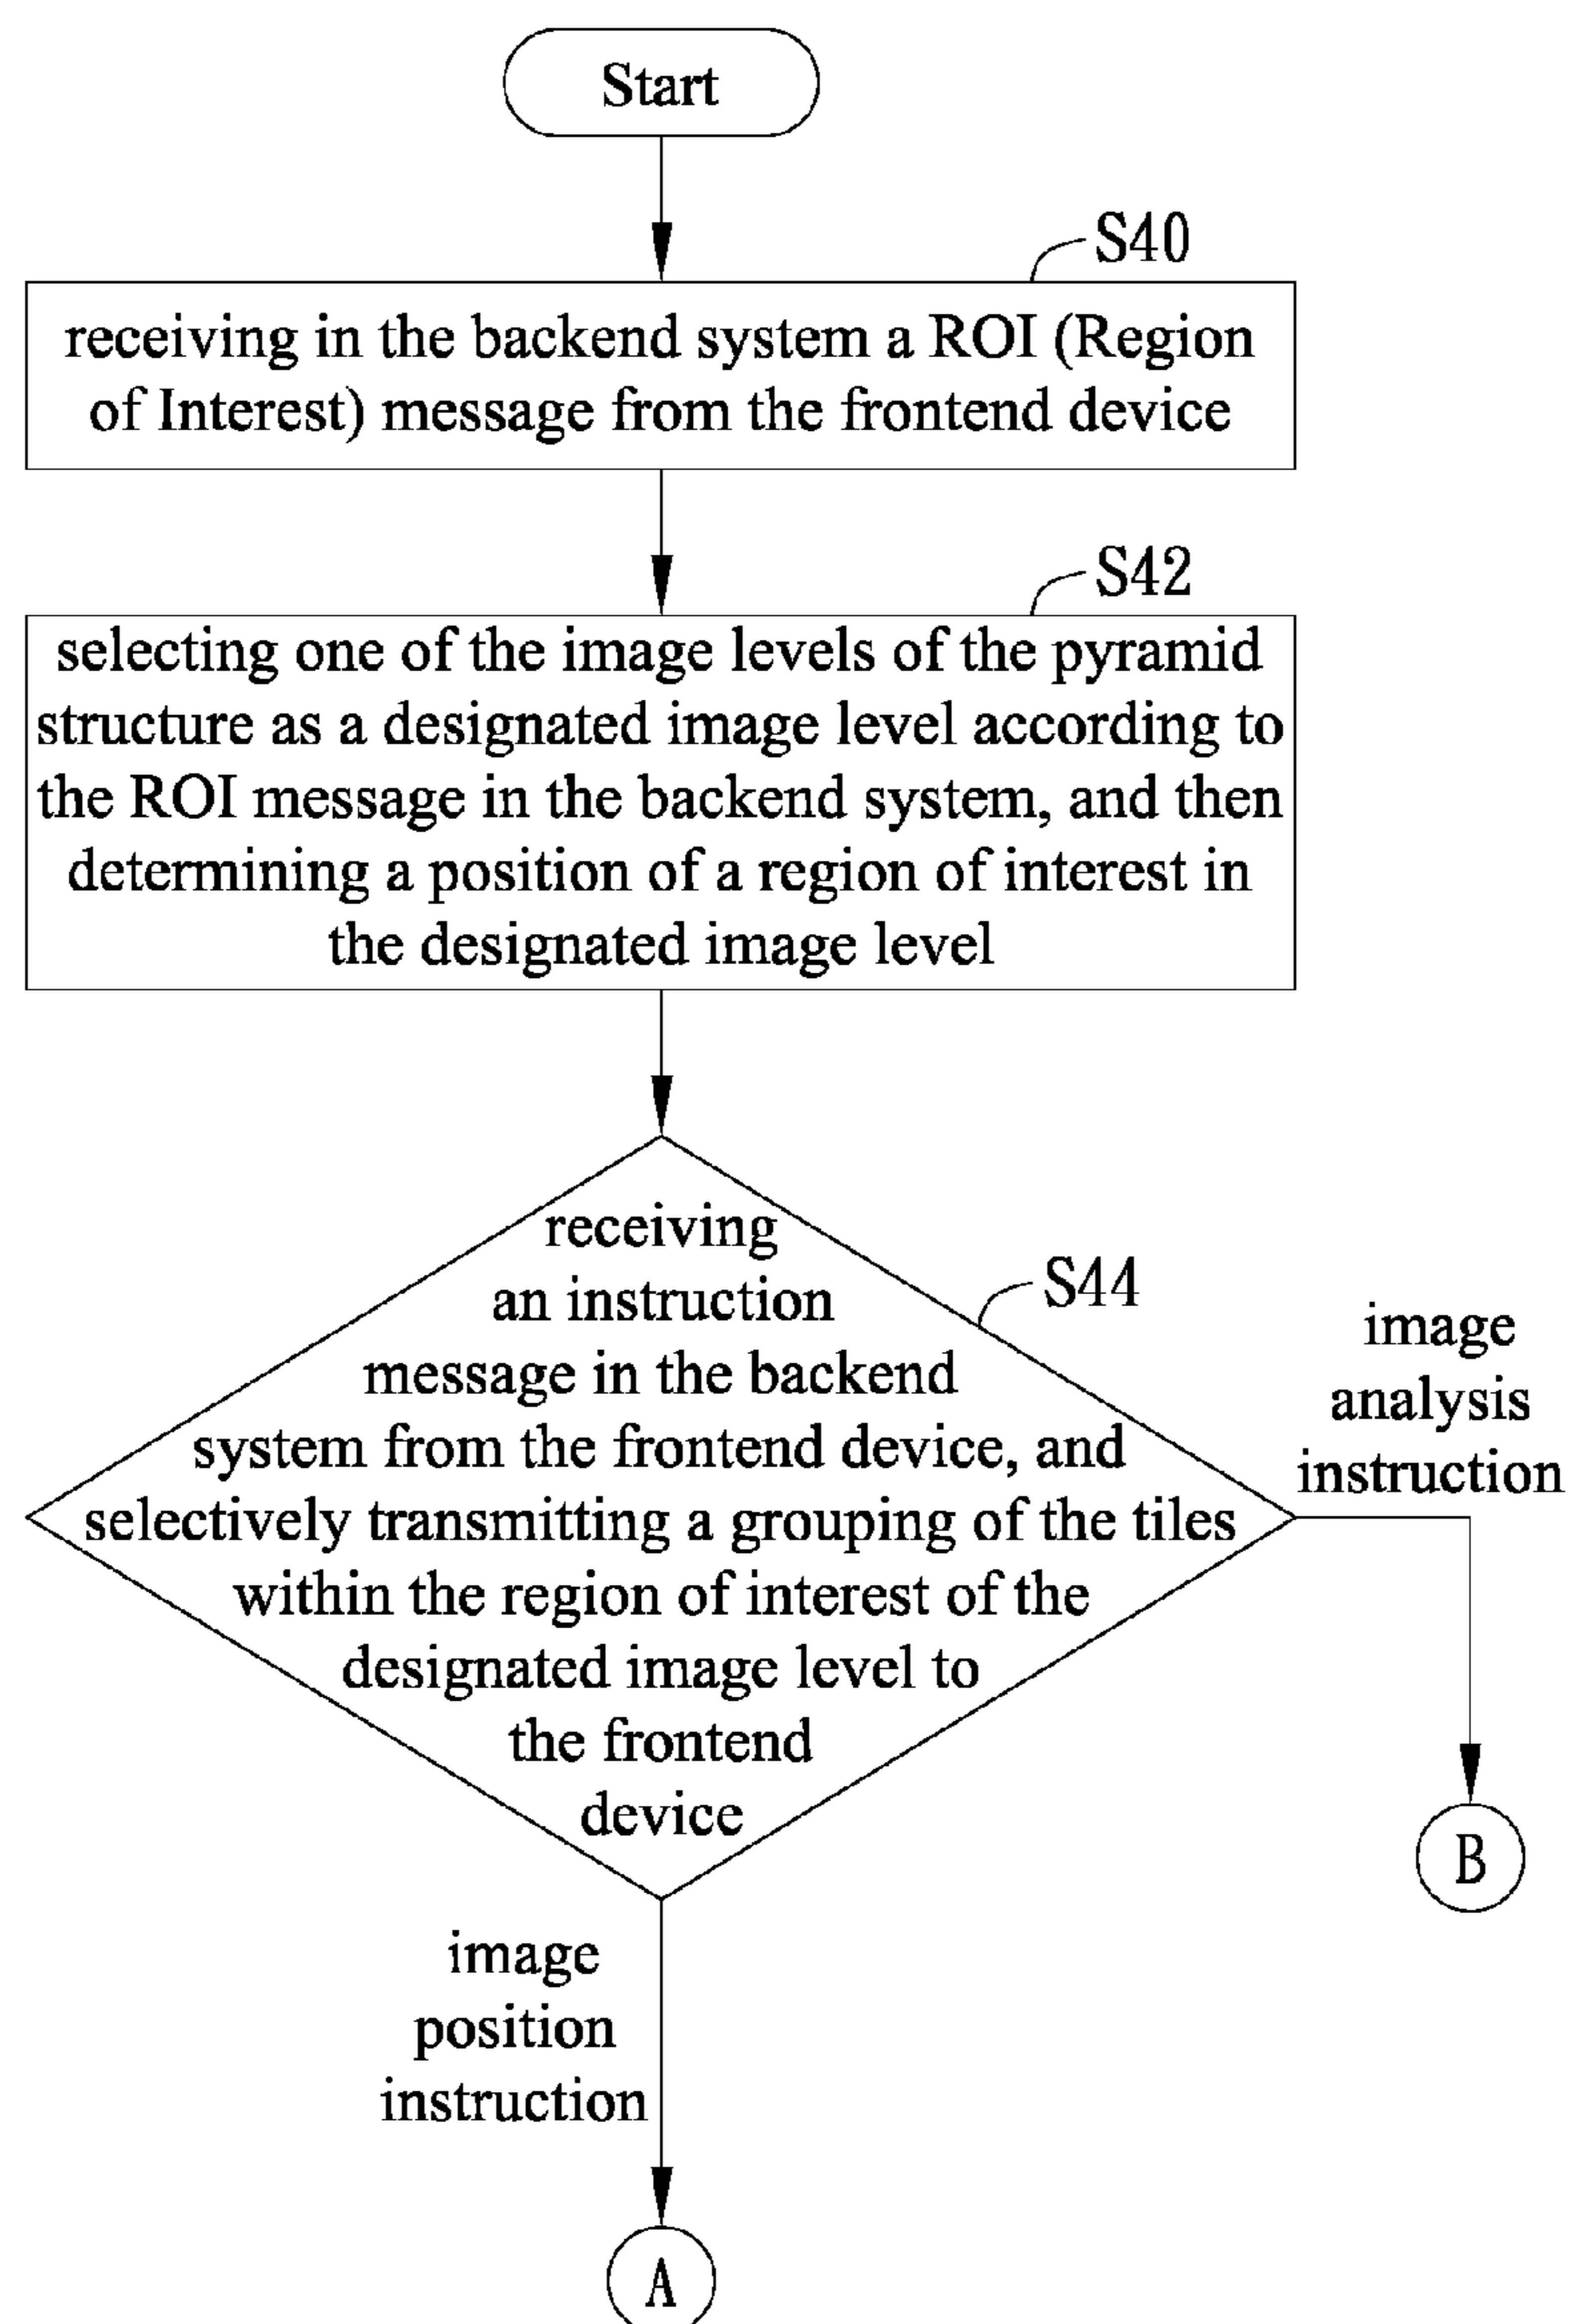 Start
S40
receiving in the backend system a ROI (Region
of Interest) message from the frontend device
S42
selecting one of the image levels of the pyramid
structure as a designated image level according to
the ROI message in the backend system, and then
determining a position of a region of interest in
the designated image level
receiving
an instruction
message in the backend
system from the frontend device, and
selectively transmitting a grouping of the tiles
within the region of interest of the
designated image level to
the frontend
device
S44
image
analysis
instruction
B
image
position
instruction
A